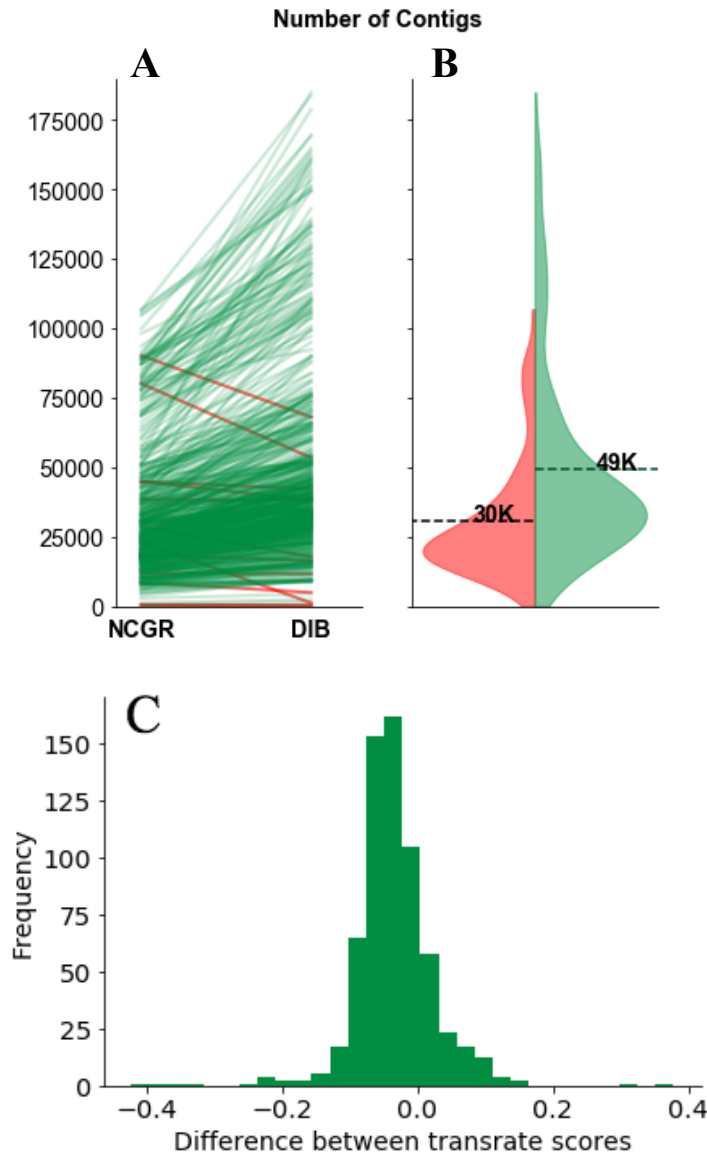 Number of Contigs
A
B
175000
150000
125000
100000
75000
50000
25000
0
49K
30K
NCGR
DIB
C
150
125
100
75
50
25
0
Frequency
−0.4
−0.2
0.0
0.2
0.4
Difference between transrate scores